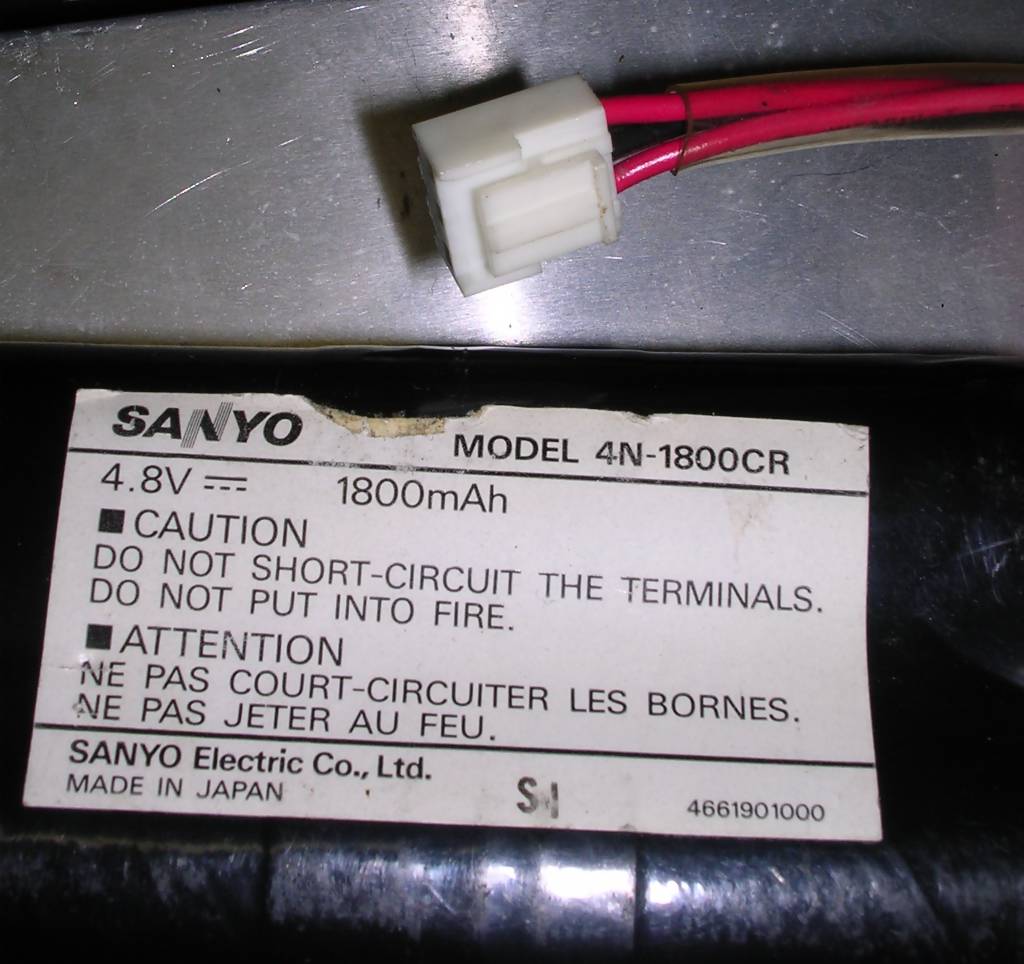 SANYO
MODEL 4N-1800CR
4.8V 1800mAh
CAUTION
DO NOT SHORT-CIRCUIT THE TERMINALS.
DO NOT PUT INTO FIRE.
ATTENTION
NE PAS COURT-CIRCUITER LES BORNES.
NE PAS JETER AU FEU.
SANYO Electric Co., Ltd.
MADE IN JAPAN
4661901000